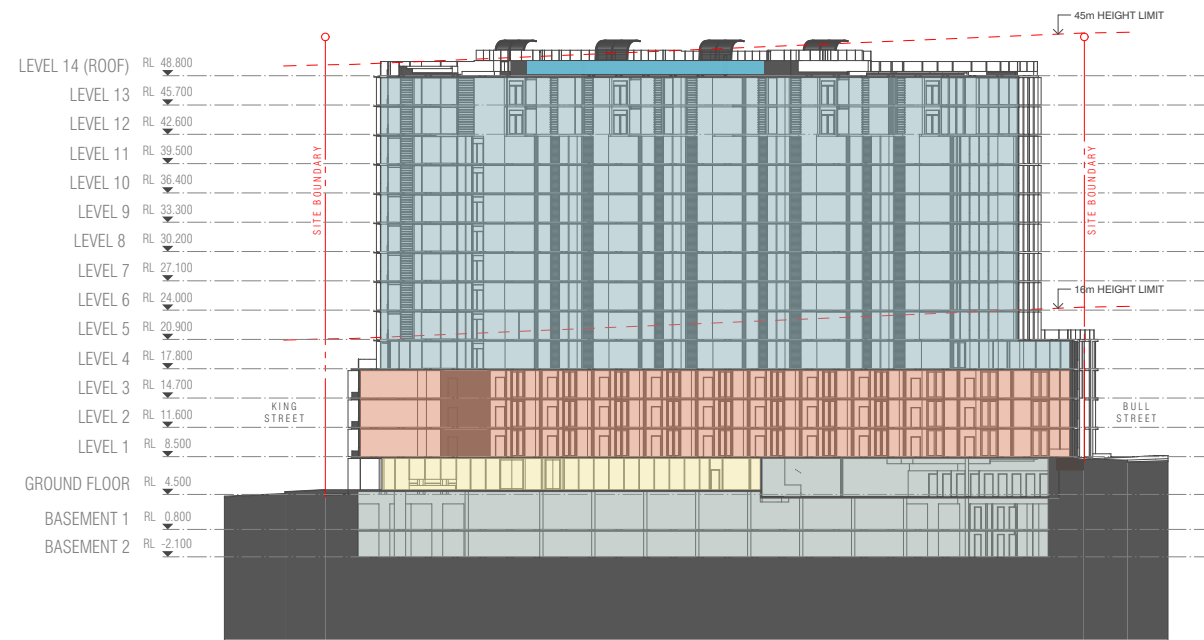 45m HEIGHT LIMIT
LEVEL 14 (ROOF) RL 48.800
LEVEL 13 RL 45.700
LEVEL 12 RL 42.600
LEVEL 11 RL 39.500
LEVEL 10 RL 36.400
LEVEL 9 RL 33.300
LEVEL 8 RL 30.200
LEVEL 7 RL 27.100
LEVEL 6 RL 24.000
LEVEL 5 RL 20.900
LEVEL 4 RL 17.800
LEVEL 3 RL 14.700
LEVEL 2 RL 11.600
LEVEL 1 RL 8.500
GROUND FLOOR RL 4.500
BASEMENT 1 RL 0.800
BASEMENT 2 RL -2.100
SITE BOUNDARY
KING
STREET
SITE BOUNDARY
16m HEIGHT LIMIT
BULL
STREET